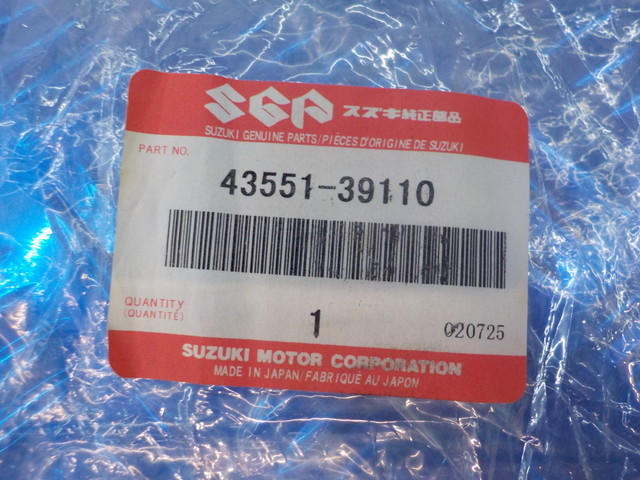 SGP スズキ純正部品
SUZUKI GENUINE PARTS/PIÈCES D'ORIGINE DE SUZUKI
PART NO.
43551-39110
QUANTITY
(QUANTITÉ)
1 020725
SUZUKI MOTOR CORPORATION
MADE IN JAPAN/FABRIQUÉ AU JAPON